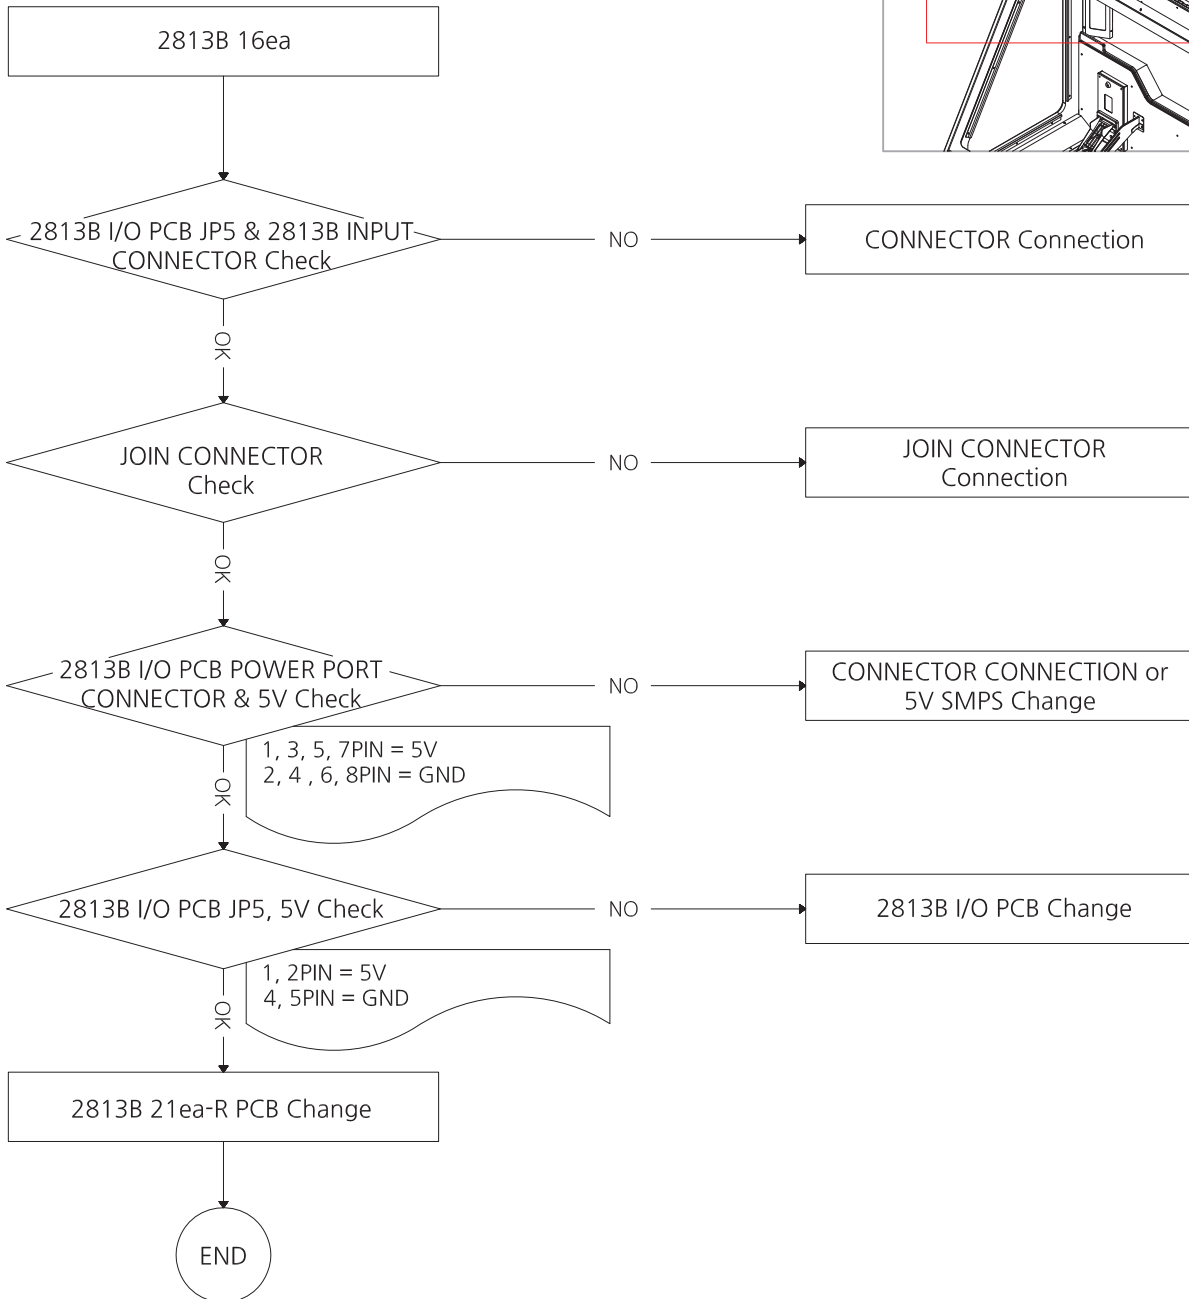 2813B 16ea
2813B I/O PCB JP5 & 2813B INPUT
CONNECTOR Check
NO
CONNECTOR Connection
OK
JOIN CONNECTOR
Check
NO
JOIN CONNECTOR
Connection
OK
2813B I/O PCB POWER PORT
CONNECTOR & 5V Check
NO
CONNECTOR CONNECTION or
5V SMPS Change
1, 3, 5, 7PIN = 5V
2, 4 , 6, 8PIN = GND
OK
2813B I/O PCB JP5, 5V Check
NO
2813B I/O PCB Change
1, 2PIN = 5V
4, 5PIN = GND
OK
2813B 21ea-R PCB Change
END